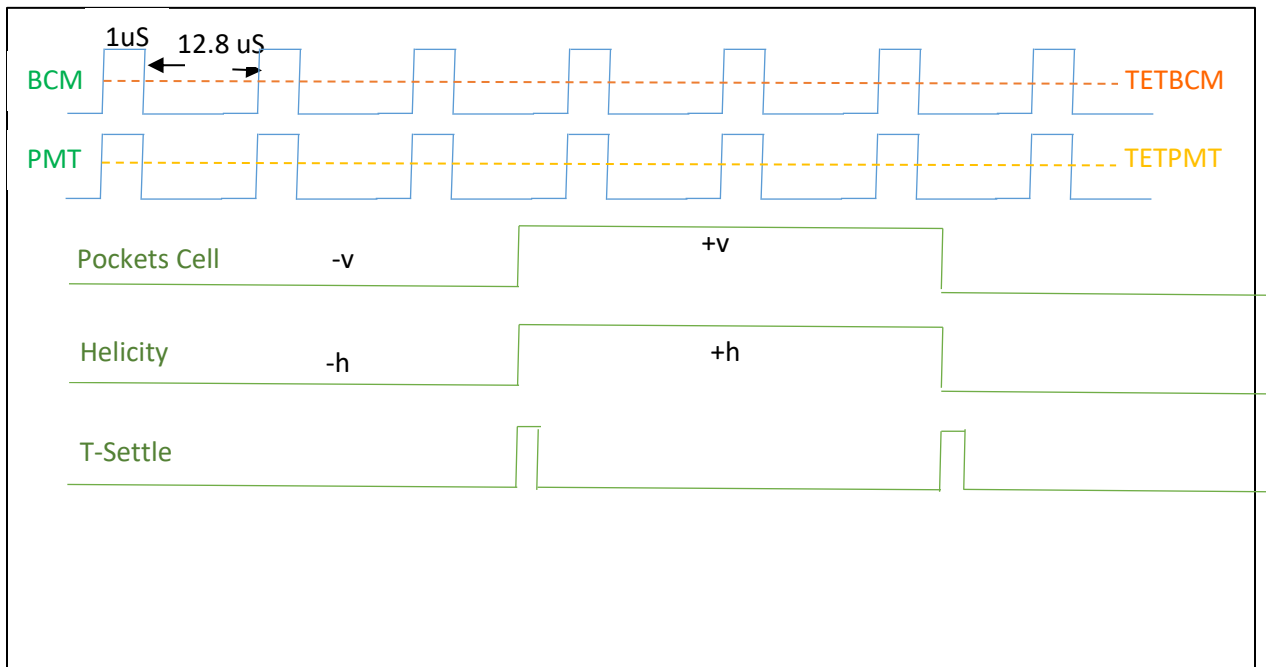 1uS
12.8 uS
BCM
TETBCM
PMT
TETPMT
Pockets Cell
-v
+v
Helicity
-h
+h
T-Settle